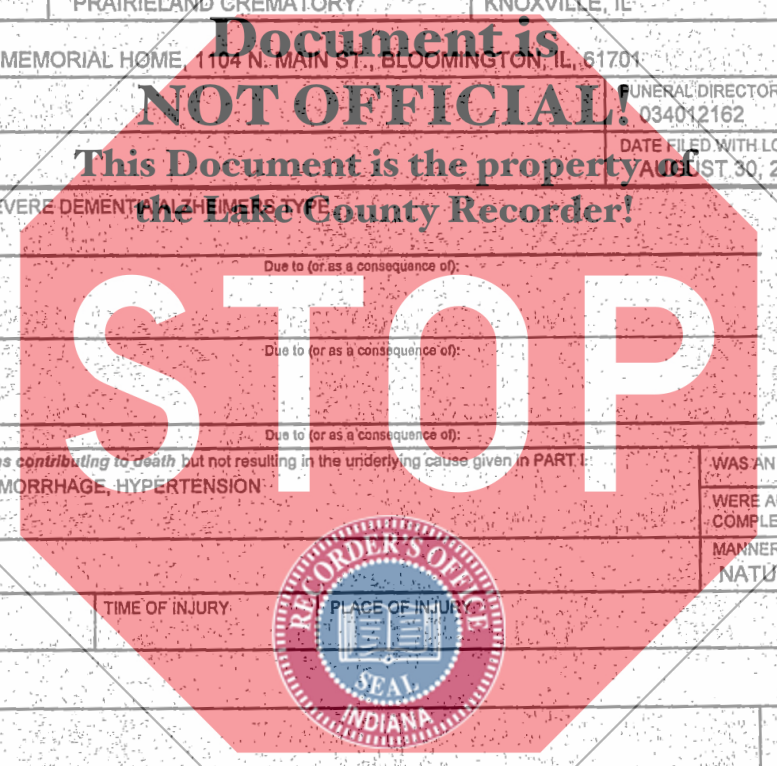 PRAIRIELAND CREMATORY KNOXVILLE, IL
Document is
MEMORIAL HOME, 1104 N. MAIN ST., BLOOMINGTON, IL, 61701
NOT OFFICIAL!
FUNERAL DIRECTOR
034012162
DATE FILED WITH LO
This Document is the property of
AUGUST 30, 2
VERE DEMENTIA ALZHEIMERS TYPE
the Lake County Recorder!
Due to (or as a consequence of):
STOP
Due to (or as a consequence of):
Due to (or as a consequence of):
s contributing to death but not resulting in the underlying cause given in PART I.
WAS AN
MORRHAGE, HYPERTENSION
WERE A
COMPLE
MANNER
NATU
TIME OF INJURY PLACE OF INJURY
RECORDER'S OFFICE
SEAL
INDIANA